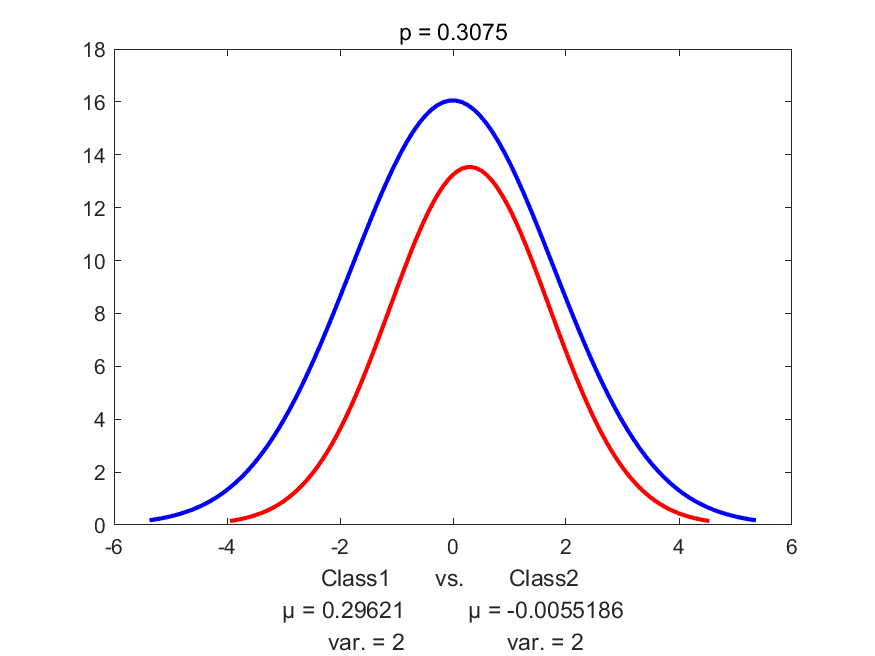 p = 0.3075
18
16
14
12
10
8
6
4
2
0
-6 -4 -2 0 2 4 6
Class1 vs. Class2
μ = 0.29621 μ = -0.0055186
var. = 2 var. = 2